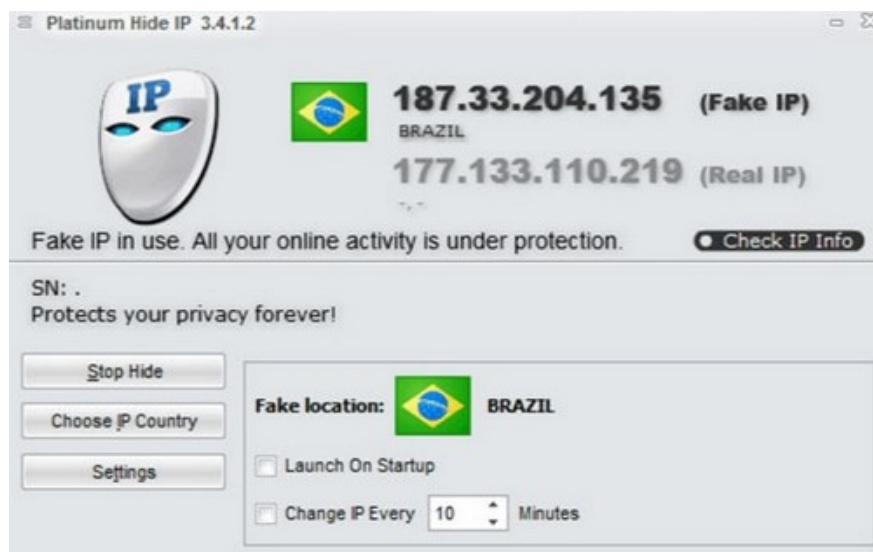 Platinum Hide IP 3.4.1.2
IP
187.33.204.135 (Fake IP)
BRAZIL
177.133.110.219 (Real IP)
-, -
Fake IP in use. All your online activity is under protection.
Check IP Info
SN: .
Protects your privacy forever!
Stop Hide
Choose IP Country
Settings
Fake location: BRAZIL
Launch On Startup
Change IP Every 10 Minutes